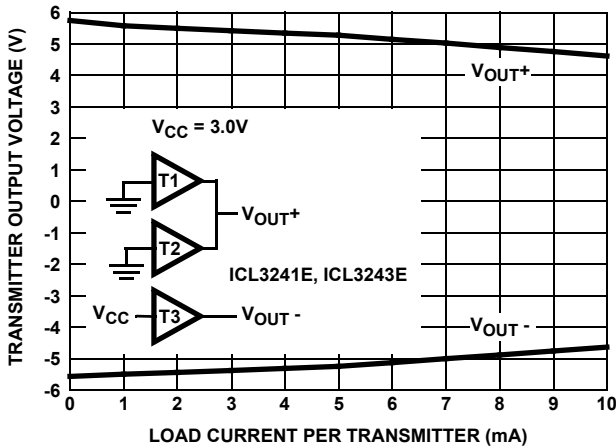 TRANSMITTER OUTPUT VOLTAGE (V)
6
5
4
3
2
1
0
-1
-2
-3
-4
-5
-6
VOUT+
VCC = 3.0V
T1
VOUT+
T2
ICL3241E, ICL3243E
VCC
T3
VOUT -
VOUT -
0 1 2 3 4 5 6 7 8 9 10
LOAD CURRENT PER TRANSMITTER (mA)